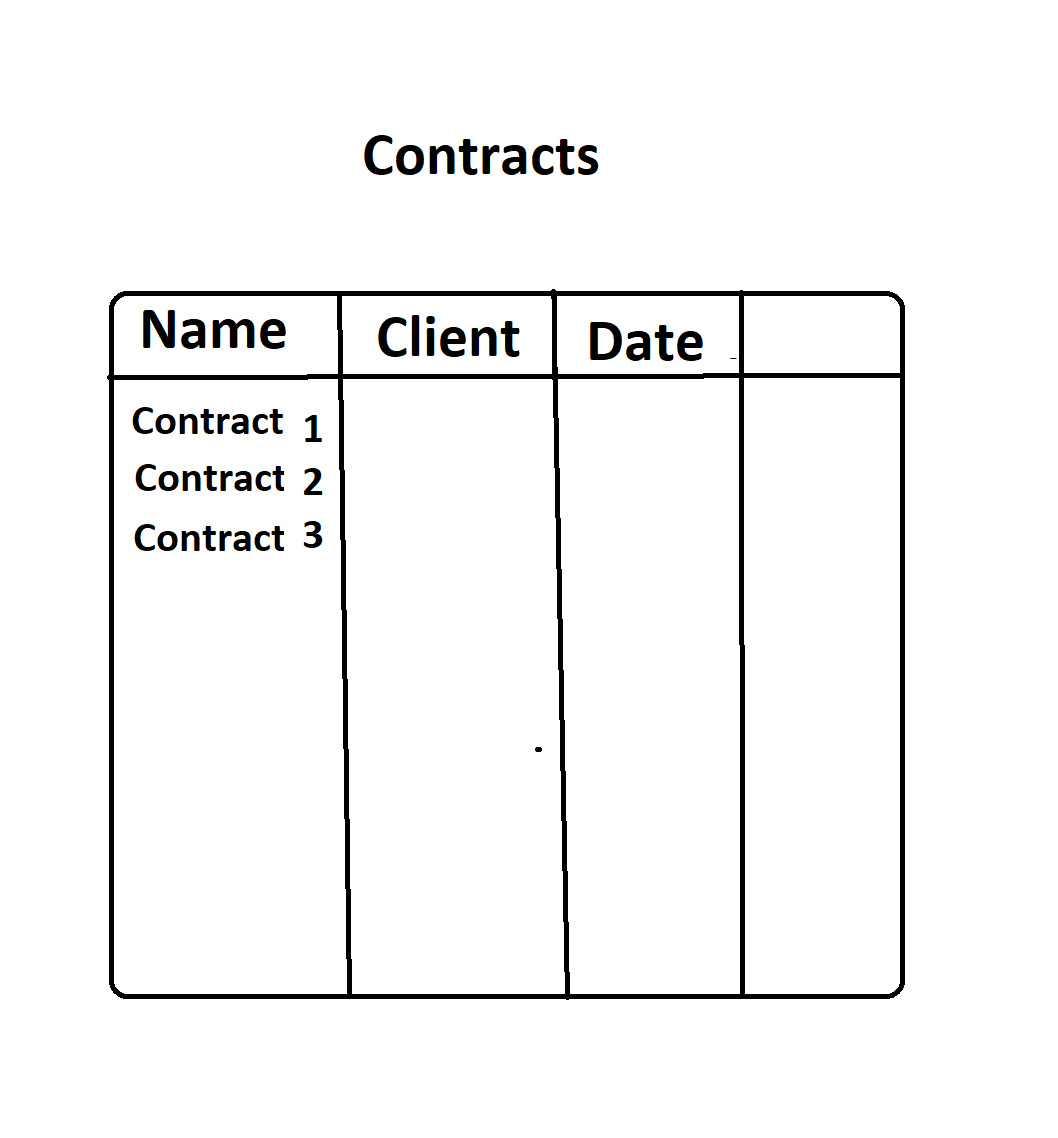 Contracts
Name Client Date
Contract 1
Contract 2
Contract 3